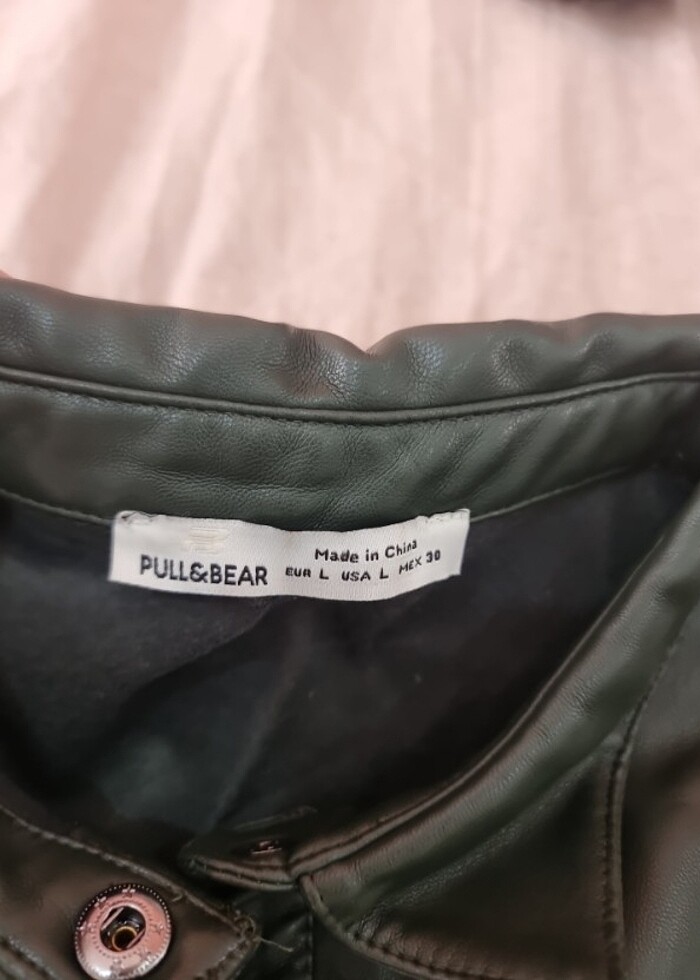 Made in China
PULL&BEAR EUR L USA L MEX 30